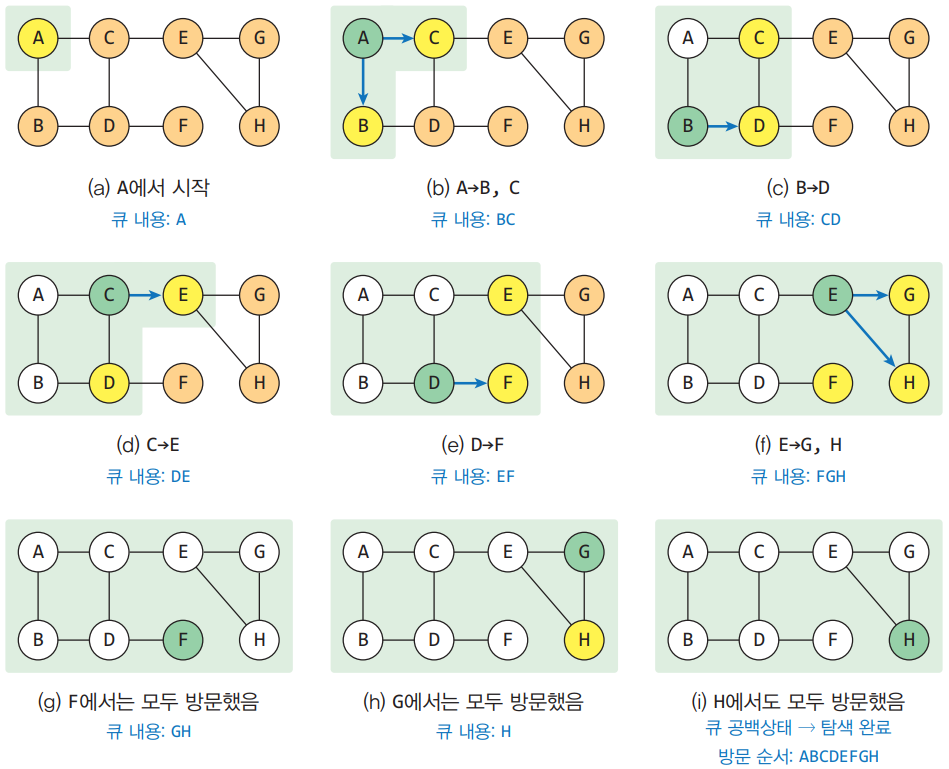 A C E G
B D F H
(a) A에서 시작
큐 내용: A
A C E G
B D F H
(b) A→B, C
큐 내용: BC
A C E G
B D F H
(c) B→D
큐 내용: CD
A C E G
B D F H
(d) C→E
큐 내용: DE
A C E G
B D F H
(e) D→F
큐 내용: EF
A C E G
B D F H
(f) E→G, H
큐 내용: FGH
A C E G
B D F H
(g) F에서는 모두 방문했음
큐 내용: GH
A C E G
B D F H
(h) G에서는 모두 방문했음
큐 내용: H
A C E G
B D F H
(i) H에서도 모두 방문했음
큐 공백상태 → 탐색 완료
방문 순서: ABCDEFGH